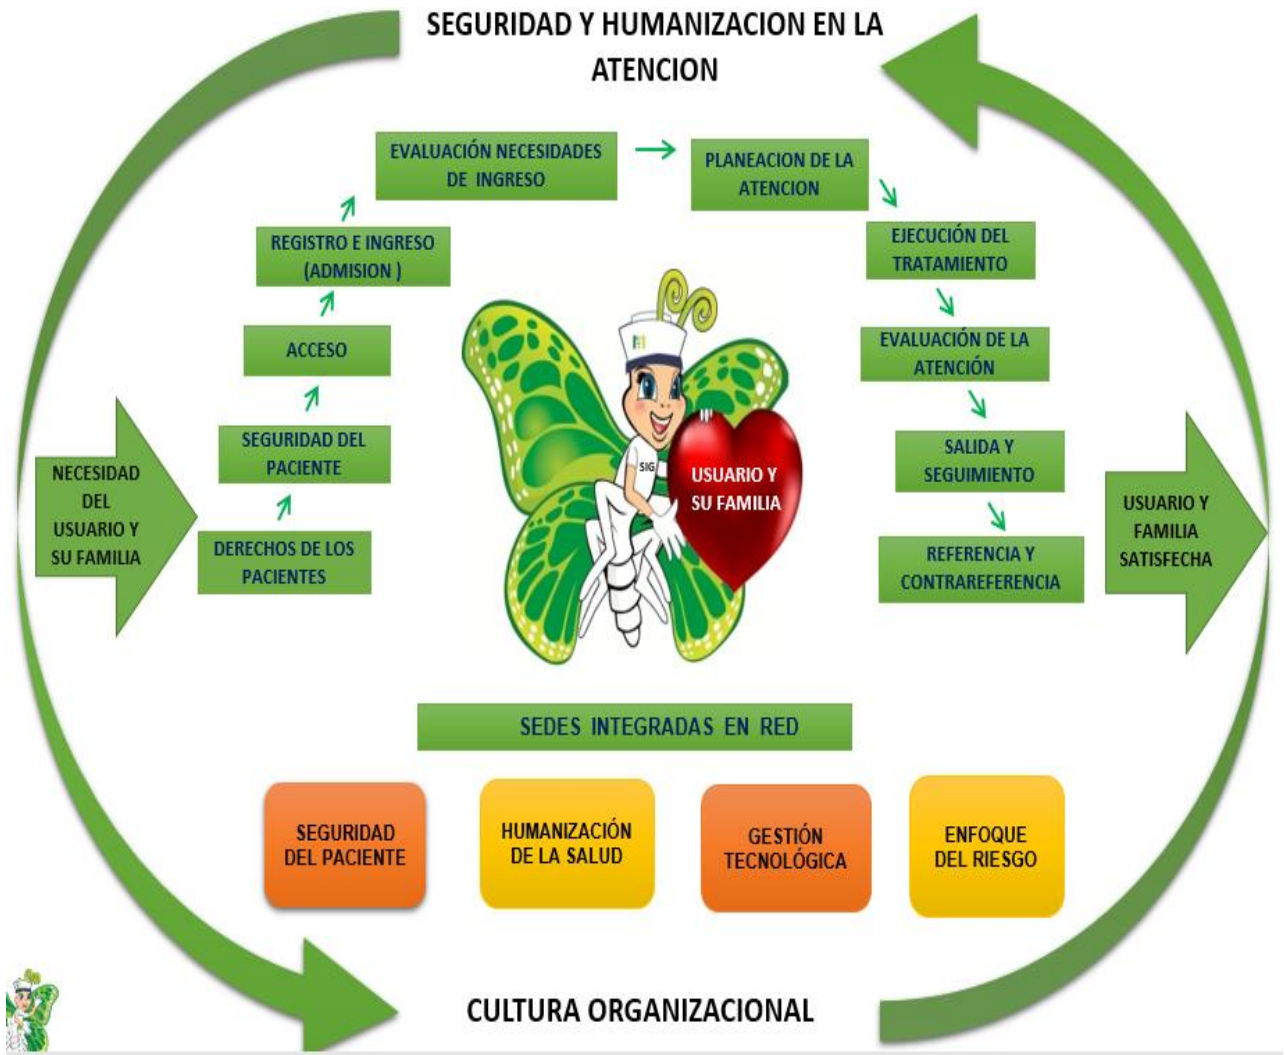 SEGURIDAD Y HUMANIZACION EN LA
ATENCION
EVALUACIÓN NECESIDADES
DE INGRESO
PLANEACION DE LA
ATENCION
REGISTRO E INGRESO
(ADMISION )
EJECUCIÓN DEL
TRATAMIENTO
ACCESO
EVALUACIÓN DE LA
ATENCIÓN
SEGURIDAD DEL
PACIENTE
SALIDA Y
SEGUIMIENTO
DERECHOS DE LOS
PACIENTES
REFERENCIA Y
CONTRAREFERENCIA
NECESIDAD
DEL
USUARIO Y
SU FAMILIA
SIG
USUARIO Y
SU FAMILIA
USUARIO Y
FAMILIA
SATISFECHA
SEDES INTEGRADAS EN RED
SEGURIDAD
DEL PACIENTE
HUMANIZACIÓN
DE LA SALUD
GESTIÓN
TECNOLÓGICA
ENFOQUE
DEL RIESGO
CULTURA ORGANIZACIONAL